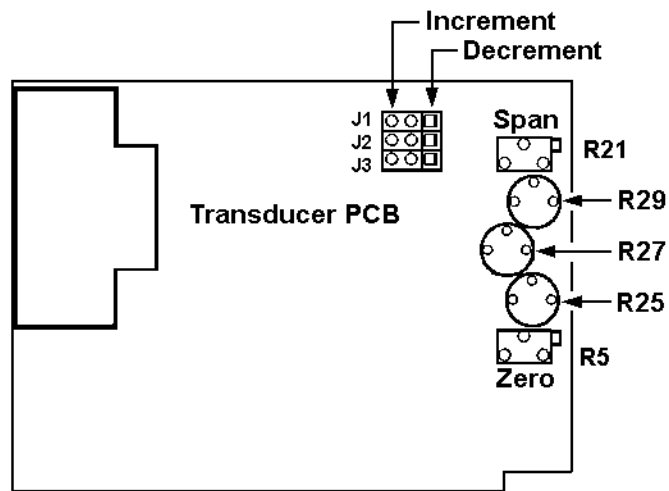 Increment
Decrement
J1
J2
J3
Span
R21
R29
Transducer PCB
R27
R25
R5
Zero